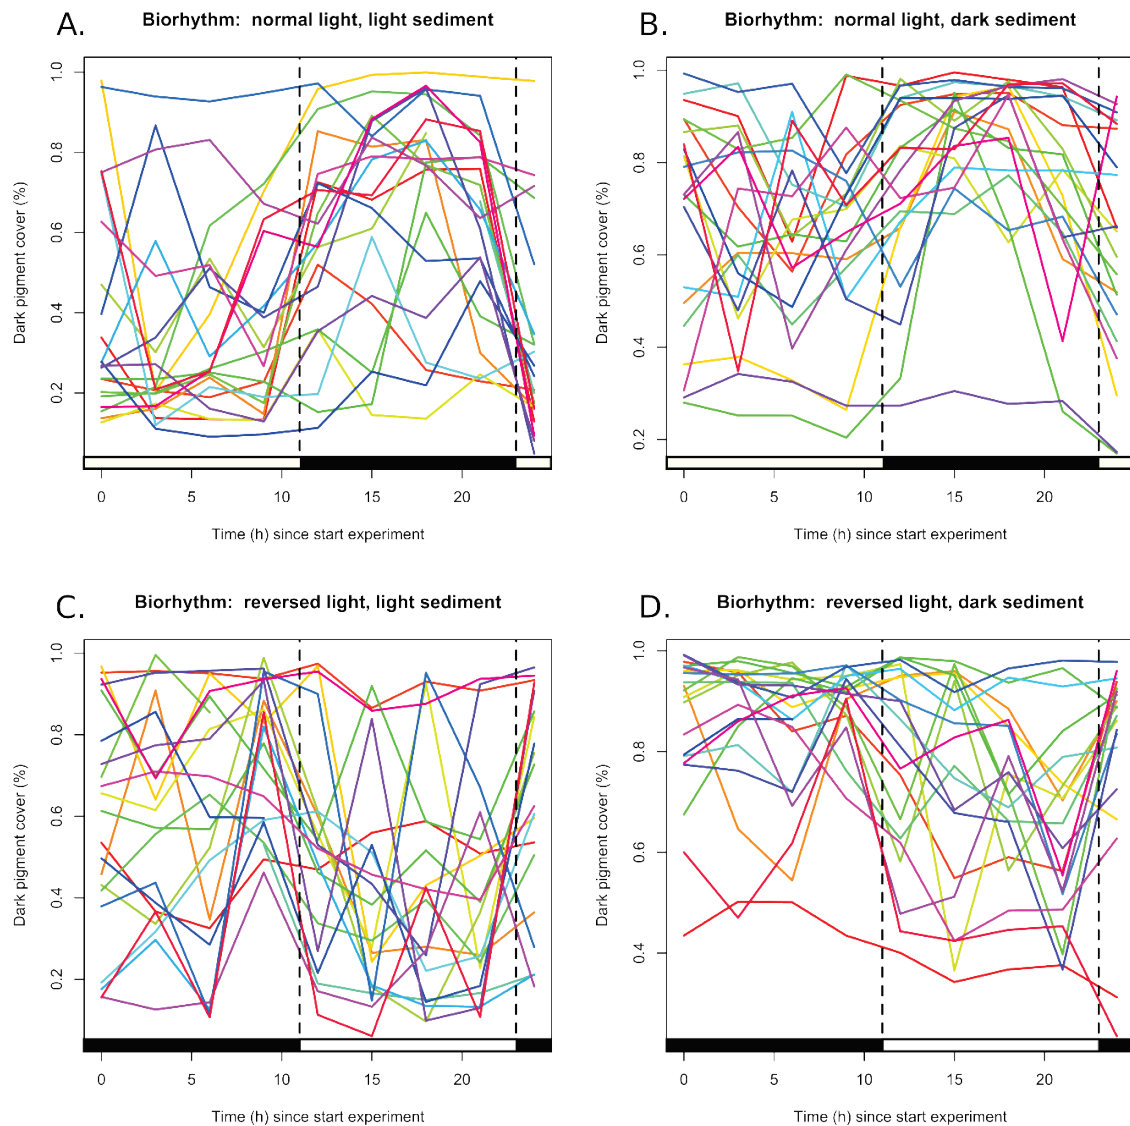 A.
Biorhythm: normal light, light sediment
Dark pigment cover (%)
1.0
0.8
0.6
0.4
0.2
0 5 10 15 20
Time (h) since start experiment
B.
Biorhythm: normal light, dark sediment
Dark pigment cover (%)
1.0
0.8
0.6
0.4
0.2
0 5 10 15 20
Time (h) since start experiment
C.
Biorhythm: reversed light, light sediment
Dark pigment cover (%)
1.0
0.8
0.6
0.4
0.2
0 5 10 15 20
Time (h) since start experiment
D.
Biorhythm: reversed light, dark sediment
Dark pigment cover (%)
1.0
0.8
0.6
0.4
0 5 10 15 20
Time (h) since start experiment